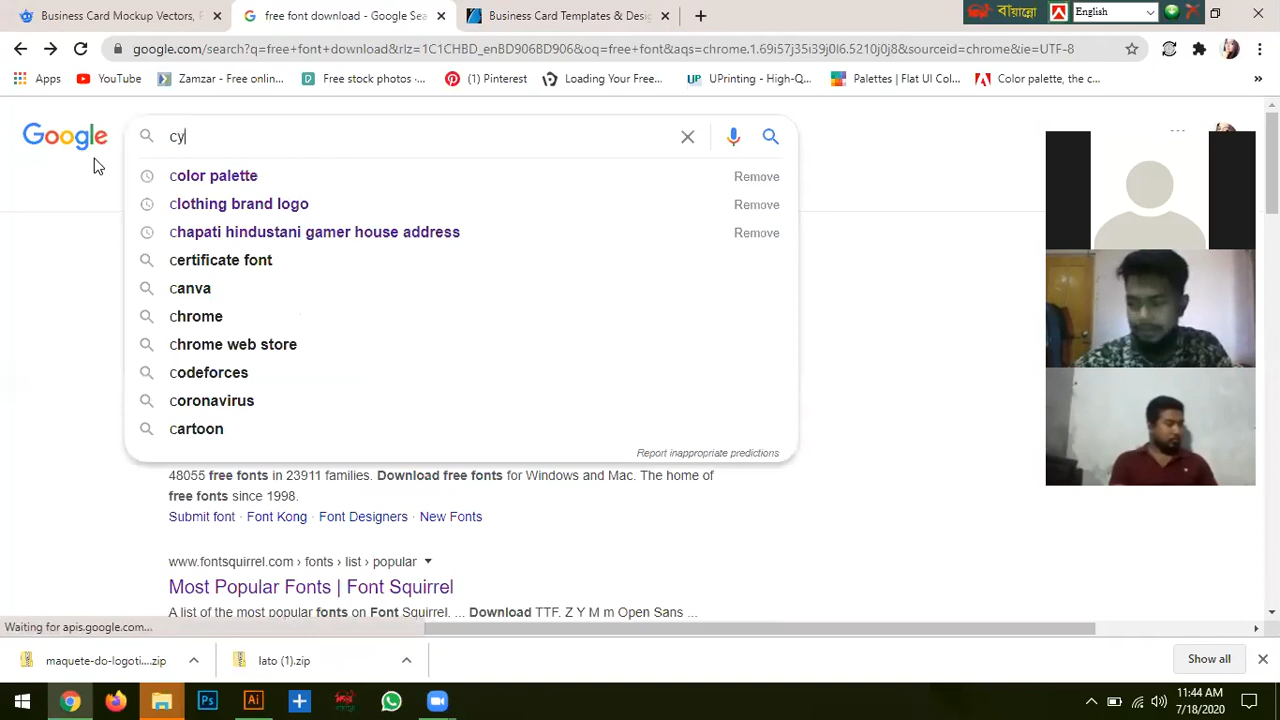 Business Card Mockup Vectors, F
free font download - Google Sea
Business Card Templates & Desi
বাঁয়ান্নো
English
google.com/search?q=free+font+download&rlz=1C1CHBD_enBD906BD906&oq=free+font&aqs=chrome.1.69i57j35i39j0l6.5210j0j8&sourceid=chrome&ie=UTF-8
Apps
YouTube
Zamzar - Free onlin...
Free stock photos ·...
(1) Pinterest
Loading Your Free...
UPrinting - High-Q...
Palettes | Flat UI Col...
Color palette, the c...
»
Google
cy
color palette
Remove
clothing brand logo
Remove
chapati hindustani gamer house address
Remove
certificate font
canva
chrome
chrome web store
codeforces
coronavirus
cartoon
Report inappropriate predictions
48055 free fonts in 23911 families. Download free fonts for Windows and Mac. The home of
free fonts since 1998.
Submit font · Font Kong · Font Designers · New Fonts
www.fontsquirrel.com › fonts › list › popular
Most Popular Fonts | Font Squirrel
A list of the most popular fonts on Font Squirrel. ... Download TTF. Z Y M m Open Sans ...
Waiting for apis.google.com...
maquete-do-logoti....zip
lato (1).zip
Show all
Ps
Ai
11:44 AM
7/18/2020